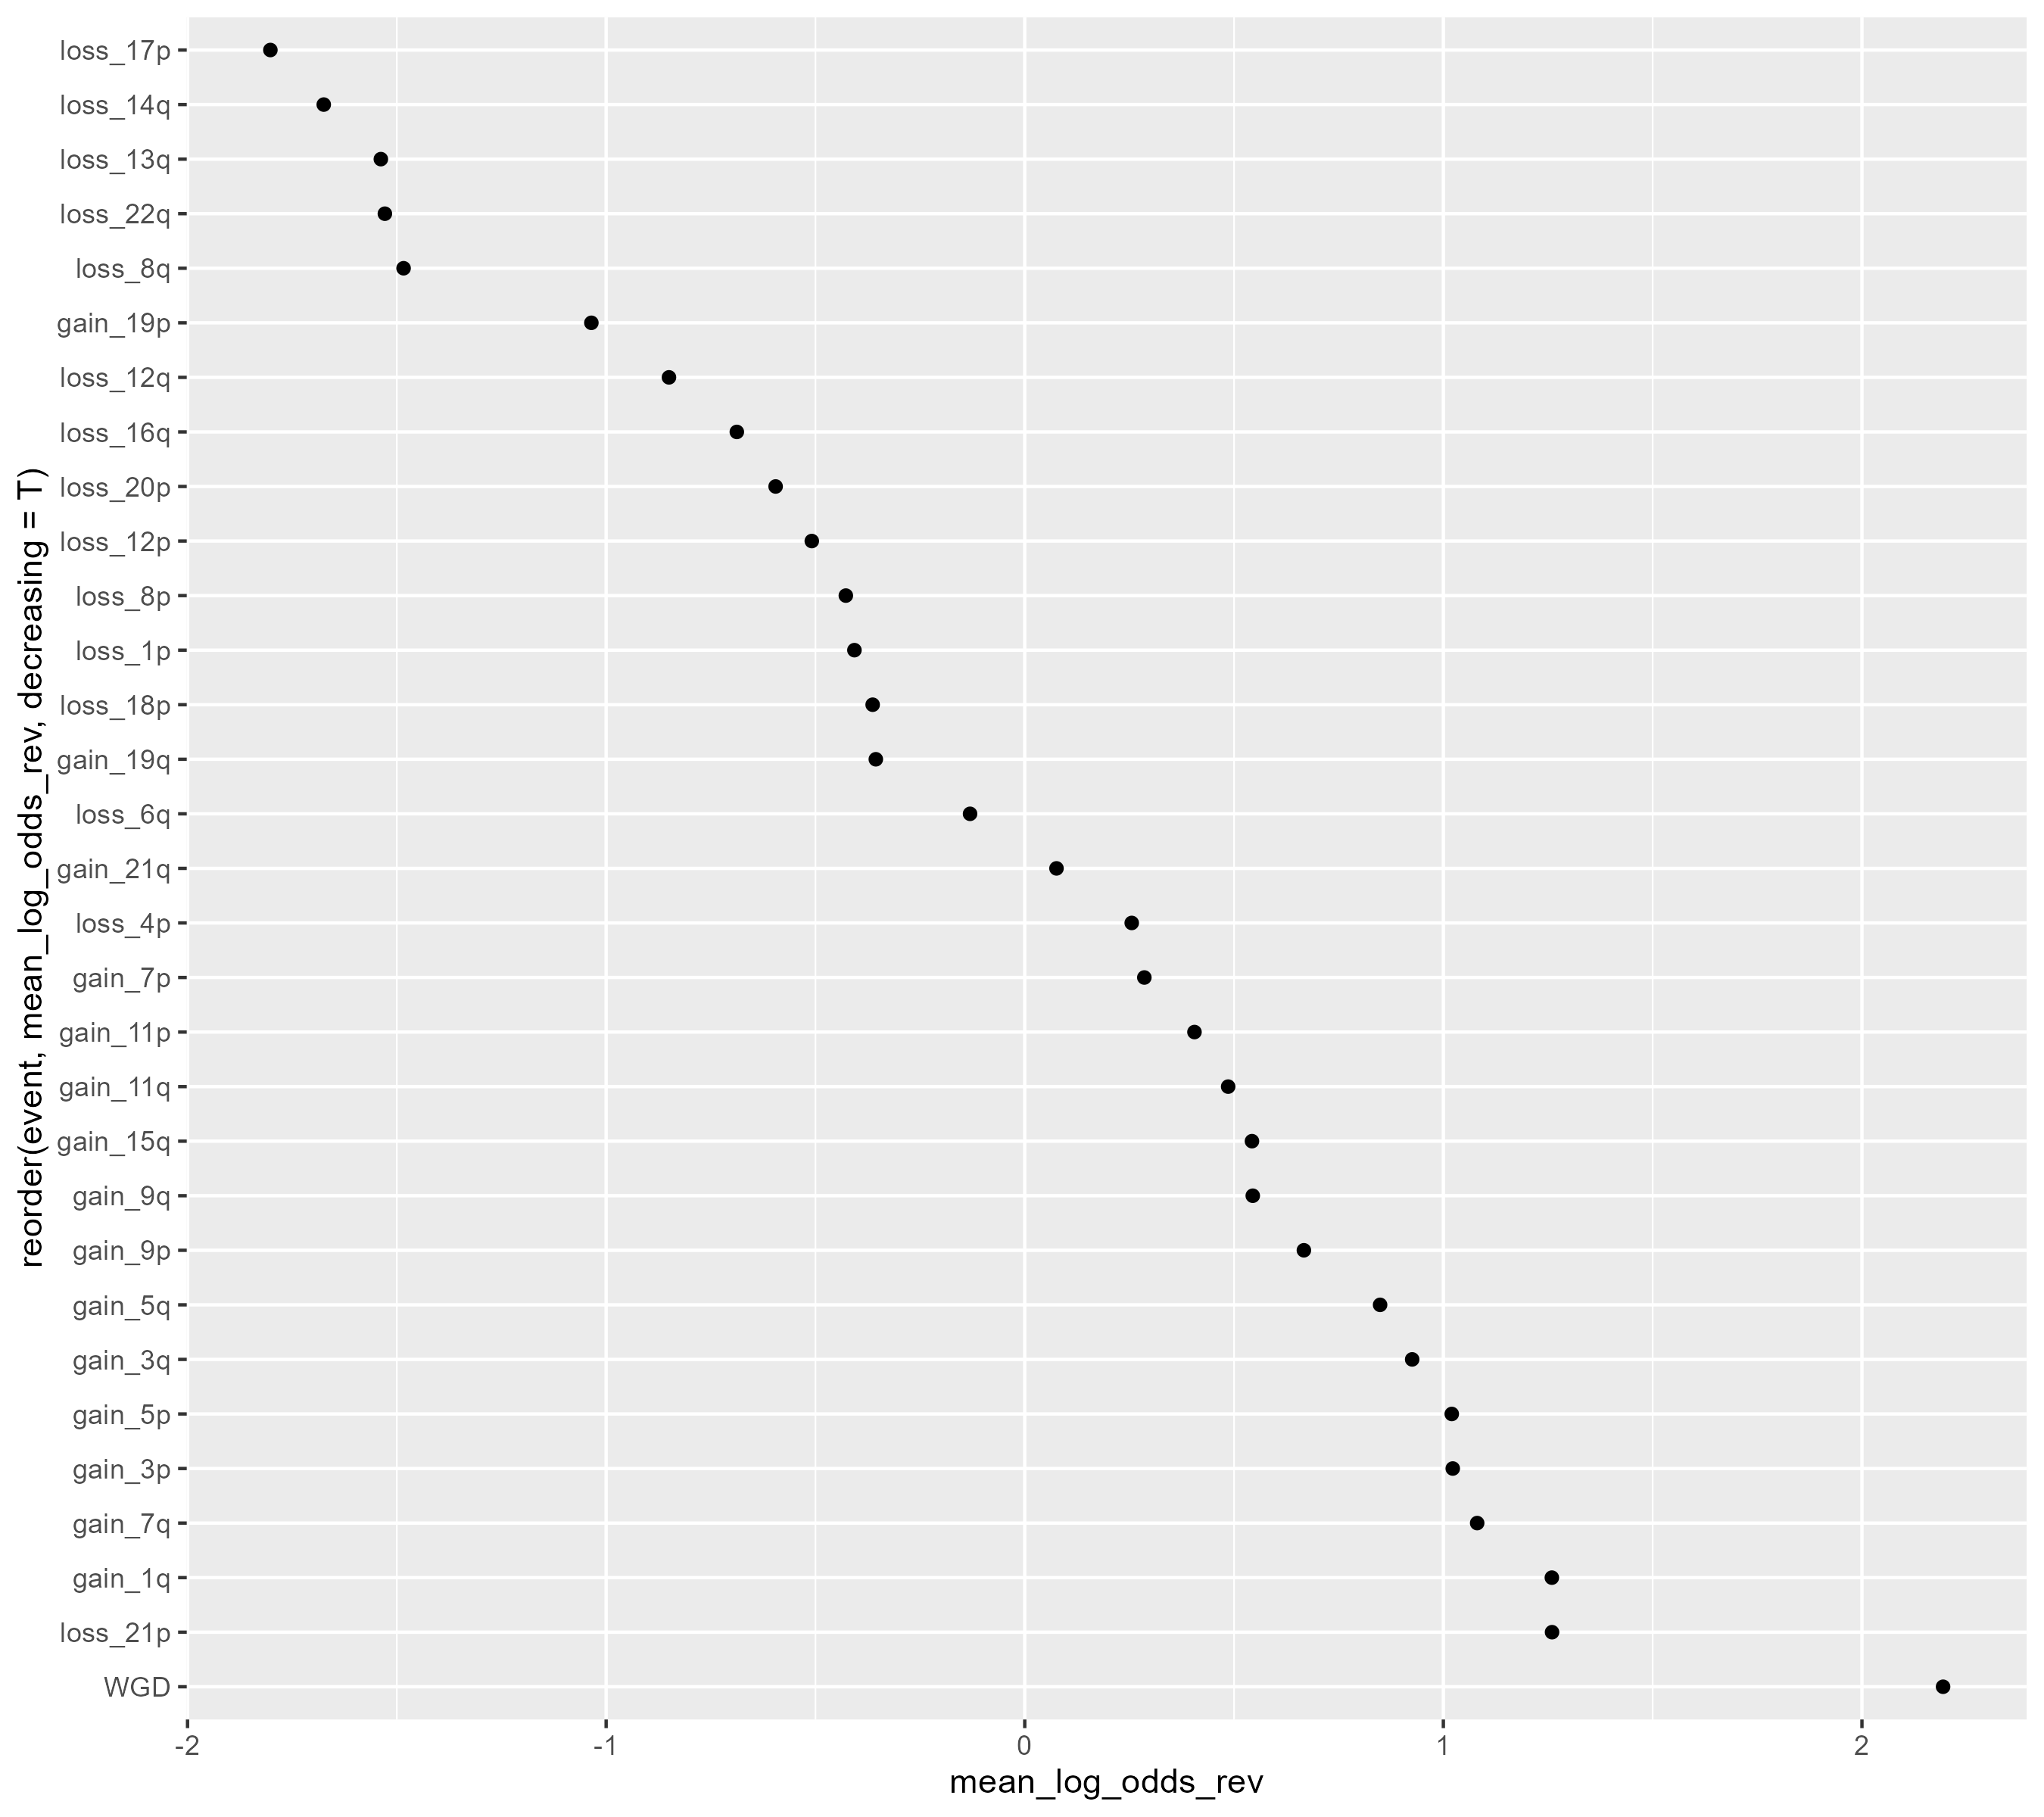 reorder(event, mean_log_odds_rev, decreasing = T)
loss_17p
loss_14q
loss_13q
loss_22q
loss_8q
gain_19p
loss_12q
loss_16q
loss_20p
loss_12p
loss_8p
loss_1p
loss_18p
gain_19q
loss_6q
gain_21q
loss_4p
gain_7p
gain_11p
gain_11q
gain_15q
gain_9q
gain_9p
gain_5q
gain_3q
gain_5p
gain_3p
gain_7q
gain_1q
loss_21p
WGD
-2 -1 0 1 2
mean_log_odds_rev